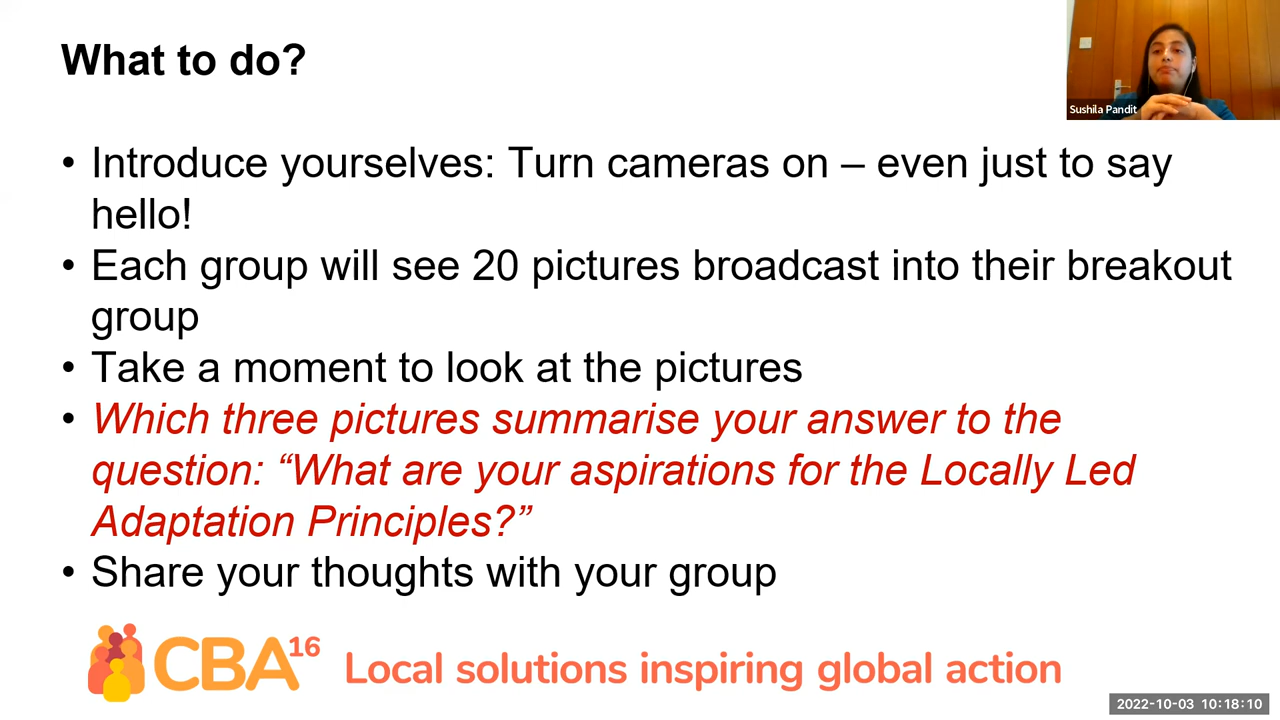 What to do?
Sushila Pandit
• Introduce yourselves: Turn cameras on – even just to say
hello!
• Each group will see 20 pictures broadcast into their breakout
group
• Take a moment to look at the pictures
• Which three pictures summarise your answer to the
question: “What are your aspirations for the Locally Led
Adaptation Principles?”
• Share your thoughts with your group
CBA16 Local solutions inspiring global action
2022-10-03 10:18:10